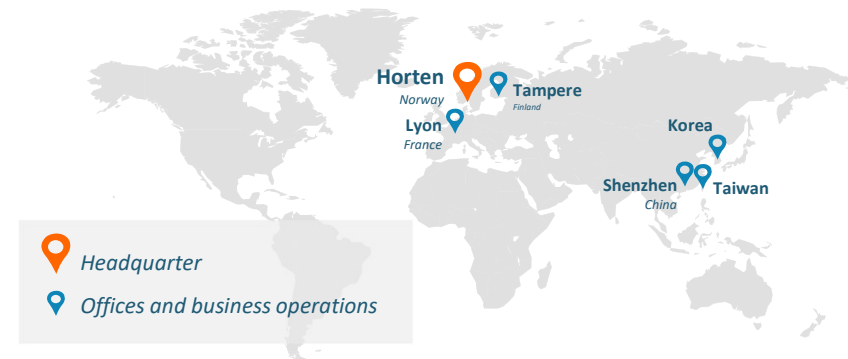 Horten
Norway
Tampere
Finland
Lyon
France
Korea
Shenzhen
China
Taiwan
Headquarter
Offices and business operations